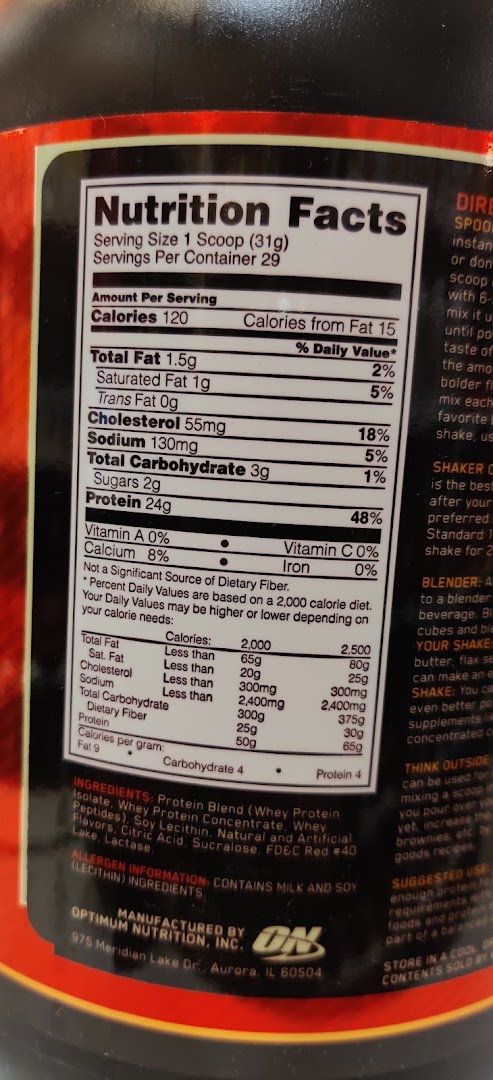 Nutrition Facts
Serving Size 1 Scoop (31g)
Servings Per Container 29
Amount Per Serving
Calories 120 Calories from Fat 15
% Daily Value*
Total Fat 1.5g 2%
Saturated Fat 1g 5%
Trans Fat 0g
Cholesterol 55mg 18%
Sodium 130mg 5%
Total Carbohydrate 3g 1%
Sugars 2g
Protein 24g 48%
Vitamin A 0% • Vitamin C 0%
Calcium 8% • Iron 0%
Not a Significant Source of Dietary Fiber.
* Percent Daily Values are based on a 2,000 calorie diet.
Your Daily Values may be higher or lower depending on
your calorie needs:
Calories: 2,000 2,500
Total Fat Less than 65g 80g
Sat. Fat Less than 20g 25g
Cholesterol Less than 300mg 300mg
Sodium Less than 2,400mg 2,400mg
Total Carbohydrate 300g 375g
Dietary Fiber 25g 30g
Protein 50g 65g
Calories per gram:
Fat 9 • Carbohydrate 4 • Protein 4
INGREDIENTS: Protein Blend (Whey Protein
Isolate, Whey Protein Concentrate, Whey
Peptides), Soy Lecithin, Natural and Artificial
Flavors, Citric Acid, Sucralose, FD&C Red #40
Lake, Lactase.
ALLERGEN INFORMATION: CONTAINS MILK AND SOY
(LECITHIN) INGREDIENTS.
MANUFACTURED BY
OPTIMUM NUTRITION, INC.
ON
975 Meridian Lake Dr., Aurora, IL 60504
SPOO
instan
or don
scoop
with 6-
mix it u
until po
taste of
the amo
bolder fl
mix each
favorite
shake, us
SHAKER C
is the best
after your
preferred
Standard 1
shake for 2
BLENDER: A
to a blender
beverage. Bl
cubes and ble
YOUR SHAKE:
butter, flax se
can make an e
SHAKE: You ca
even better po
supplements li
concentrated c
THINK OUTSIDE
can be used for
mixing a scoop
you pour over
yet, increase the
brownies, etc. by
goods recipes.
SUGGESTED USE:
enough protein to
requirements with
foods and protein
part of a balanced
STORE IN A COOL, DR
CONTENTS SOLD BY